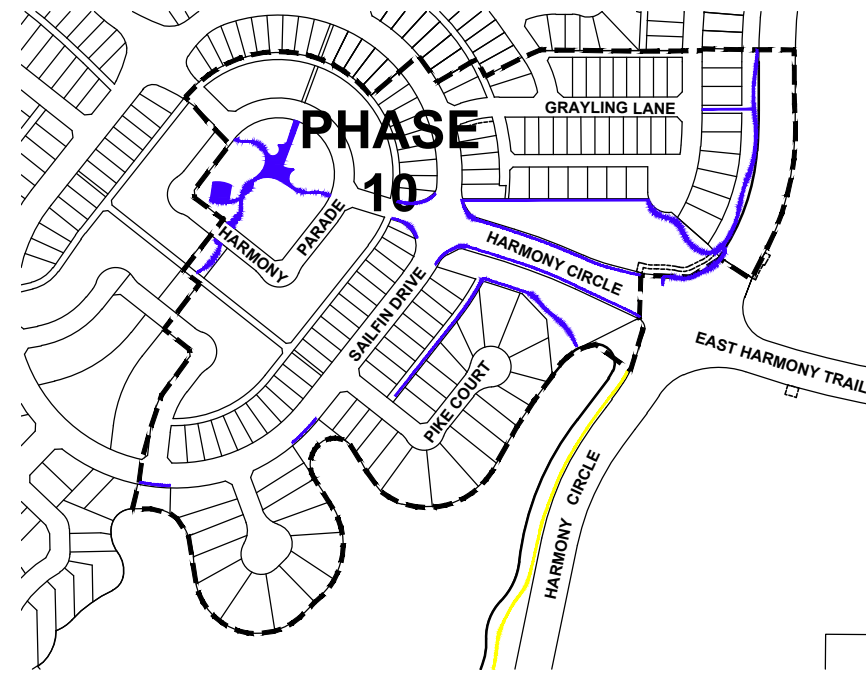 GRAYLING LANE
PHASE
10
HARMONY
PARADE
HARMONY CIRCLE
SAILFIN DRIVE
EAST HARMONY TRAIL
PIKE COURT
HARMONY CIRCLE